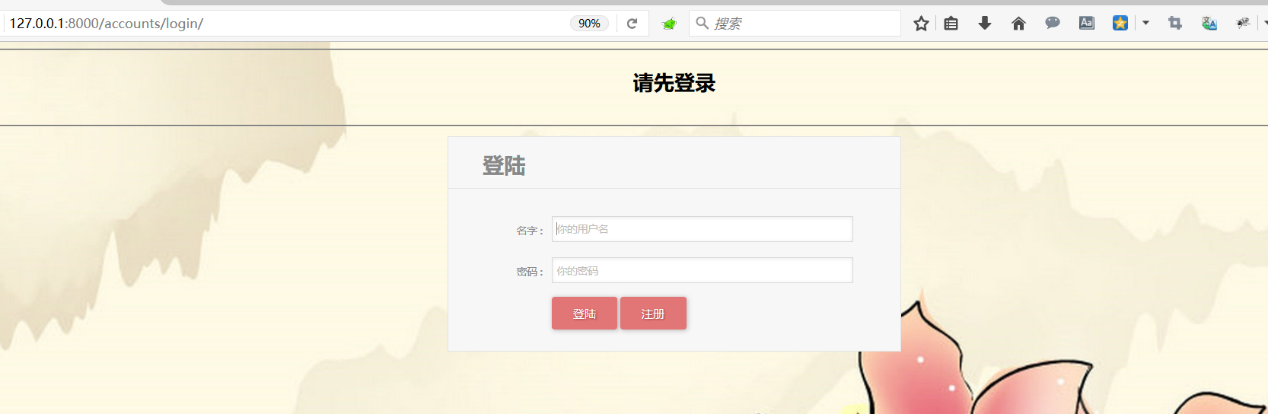 127.0.0.1:8000/accounts/login/ 90% 搜索 Aa
请先登录
登陆
名字： 你的用户名
密码： 你的密码
登陆 注册